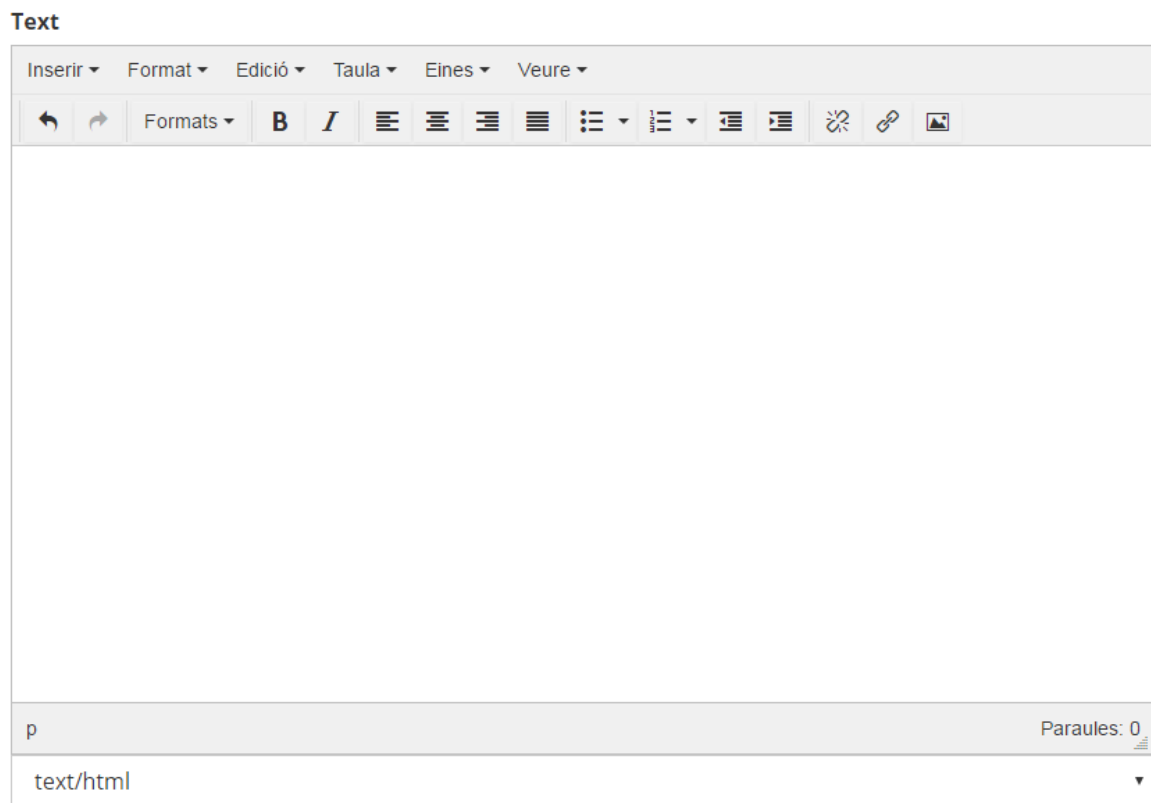 Text
Inserir Format Edició Taula Eines Veure
Formats B I
p Paraules: 0
text/html